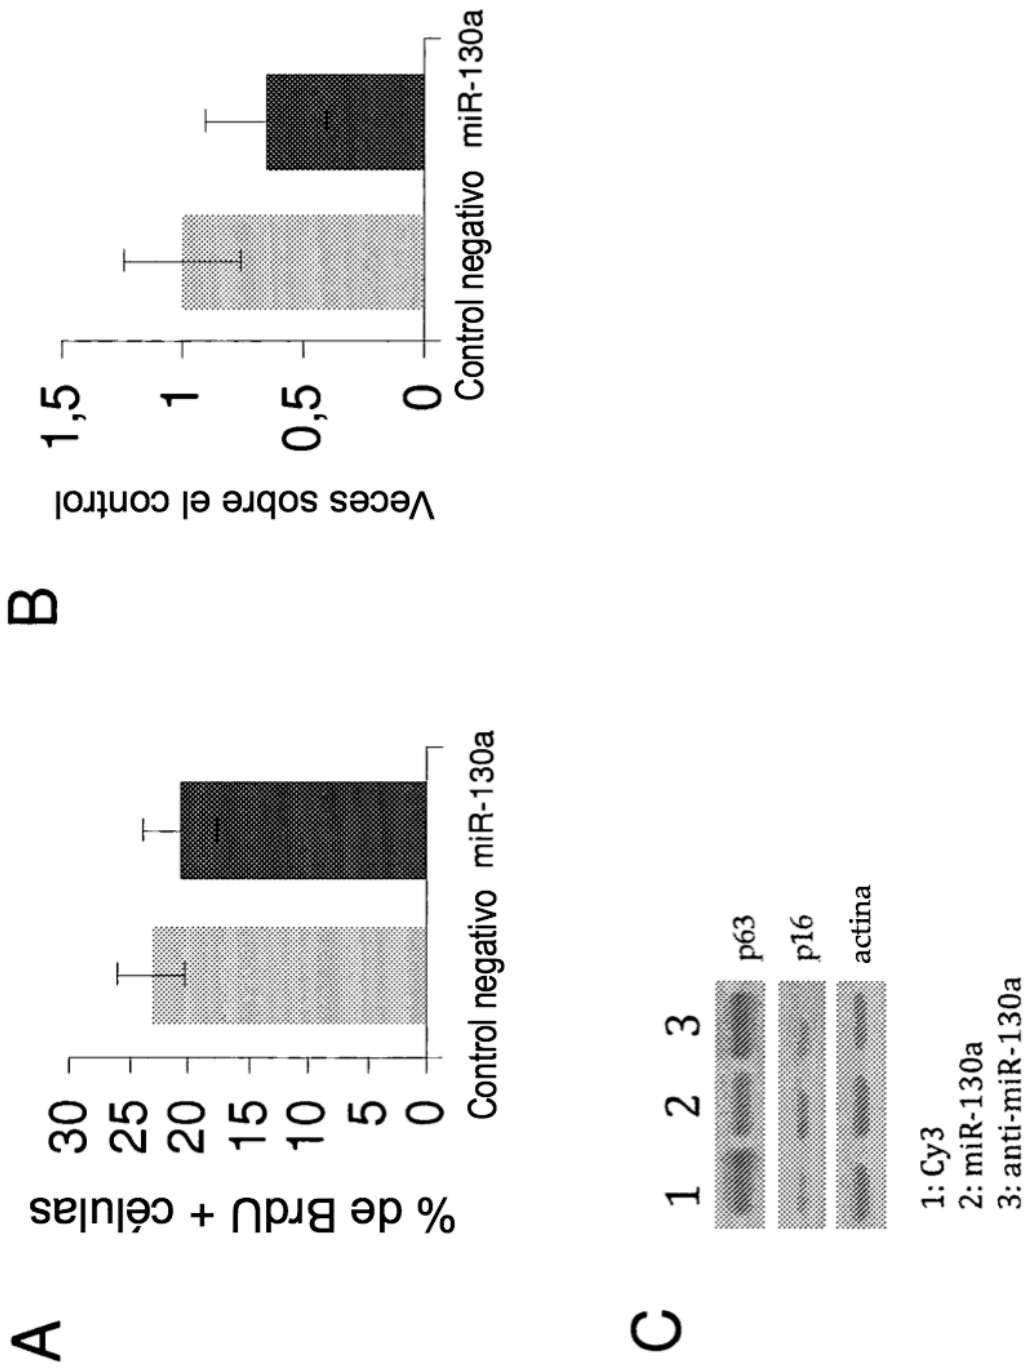 A
% de BrdU + células
30
25
20
15
10
5
0
Control negativo miR-130a
B
Veces sobre el control
1,5
1
0,5
0
Control negativo miR-130a
C
1 2 3
p63
p16
actina
1: Cy3
2: miR-130a
3: anti-miR-130a